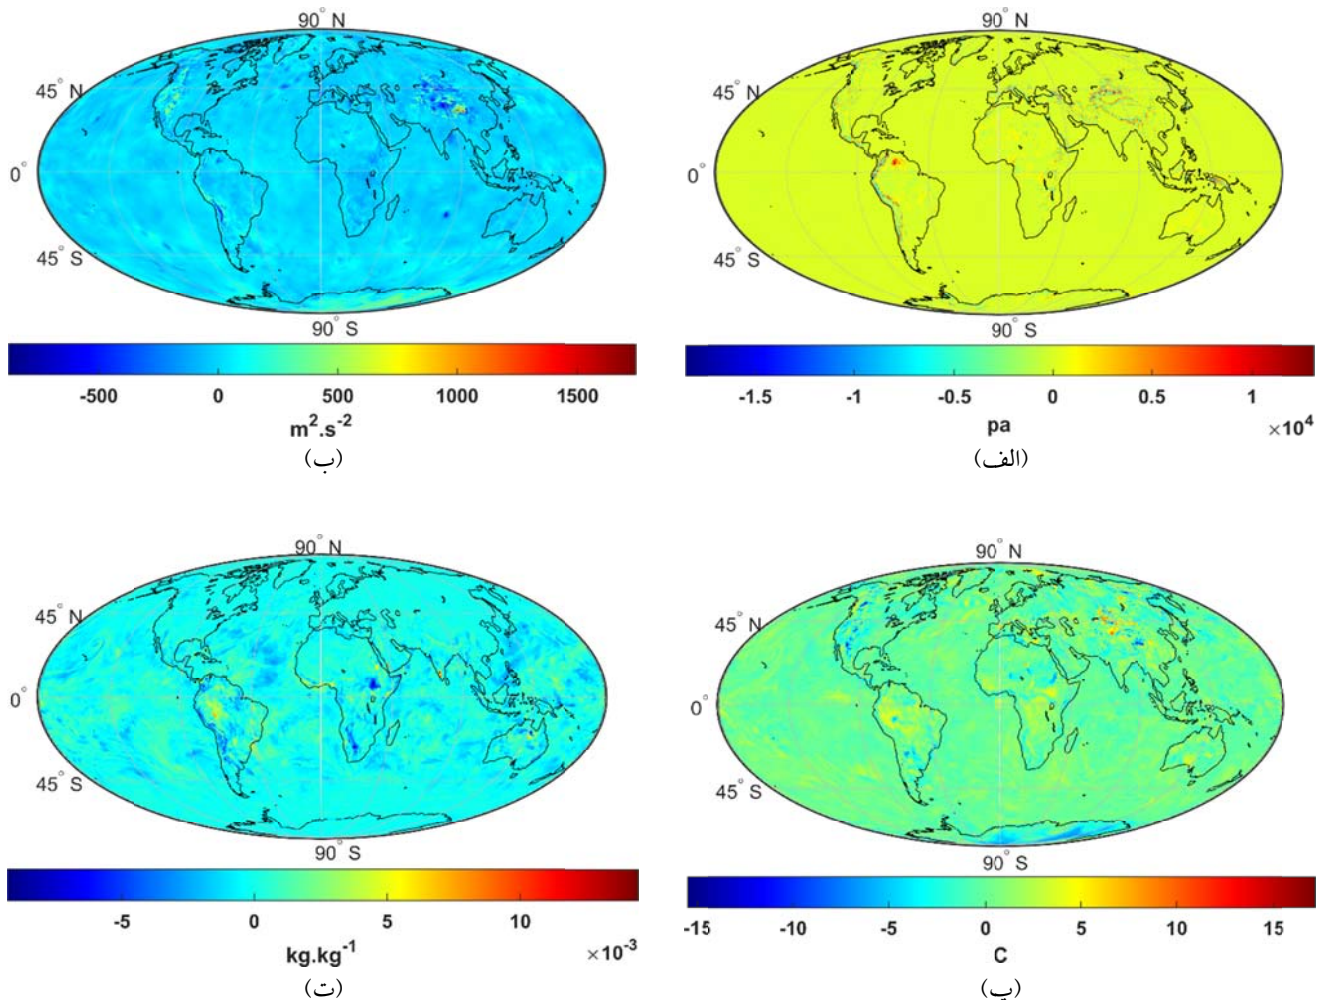 90° N
45° N
0°
45° S
90° S
-1.5 -1 -0.5 0 0.5 1
pa ×10⁴
(الف)
90° N
45° N
0°
45° S
90° S
-500 0 500 1000 1500
m².s⁻²
(ب)
90° N
45° N
0°
45° S
90° S
-15 -10 -5 0 5 10 15
C
(پ)
90° N
45° N
0°
45° S
90° S
-5 0 5 10
kg.kg⁻¹ ×10⁻³
(ت)